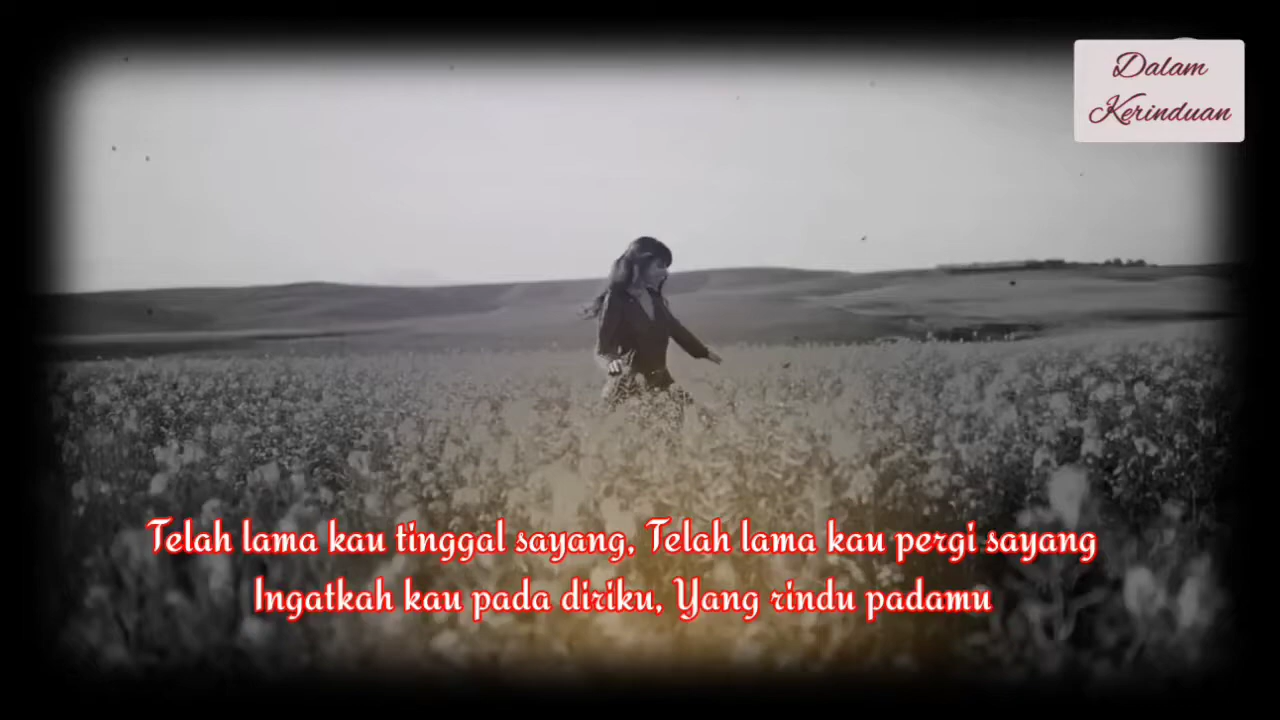 Dalam
Kerinduan
Telah lama kau tinggal sayang, Telah lama kau pergi sayang
Ingatkah kau pada diriku, Yang rindu padamu